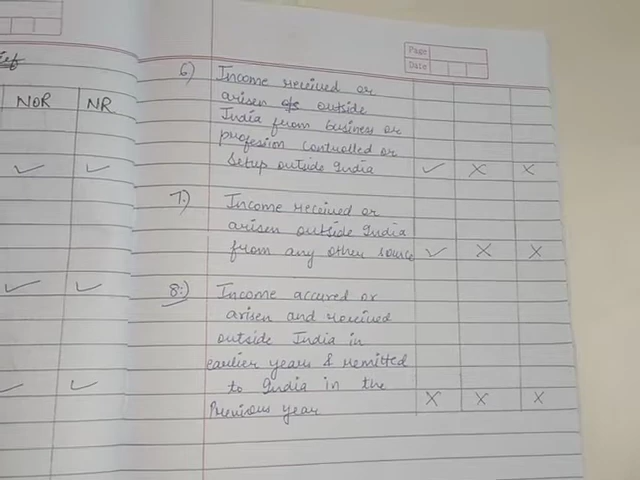 NOR NR
Page
Date
6) Income received or
arisen outside
India from business or
profession controlled or
Setup outside India
7.) Income received or
arisen outside India
from any other source
8.) Income accured or
arisen and received
outside India in
earlier years & remitted
to India in the
Previous year